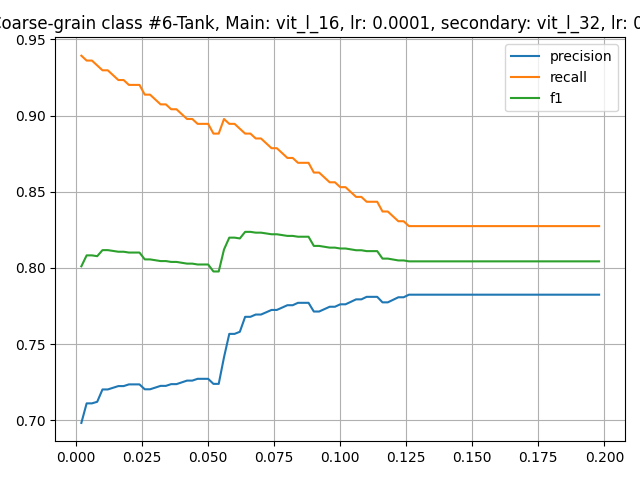 Coarse-grain class #6-Tank, Main: vit_l_16, lr: 0.0001, secondary: vit_l_32, lr: 0
precision
recall
f1
0.95
0.90
0.85
0.80
0.75
0.70
0.000 0.025 0.050 0.075 0.100 0.125 0.150 0.175 0.200